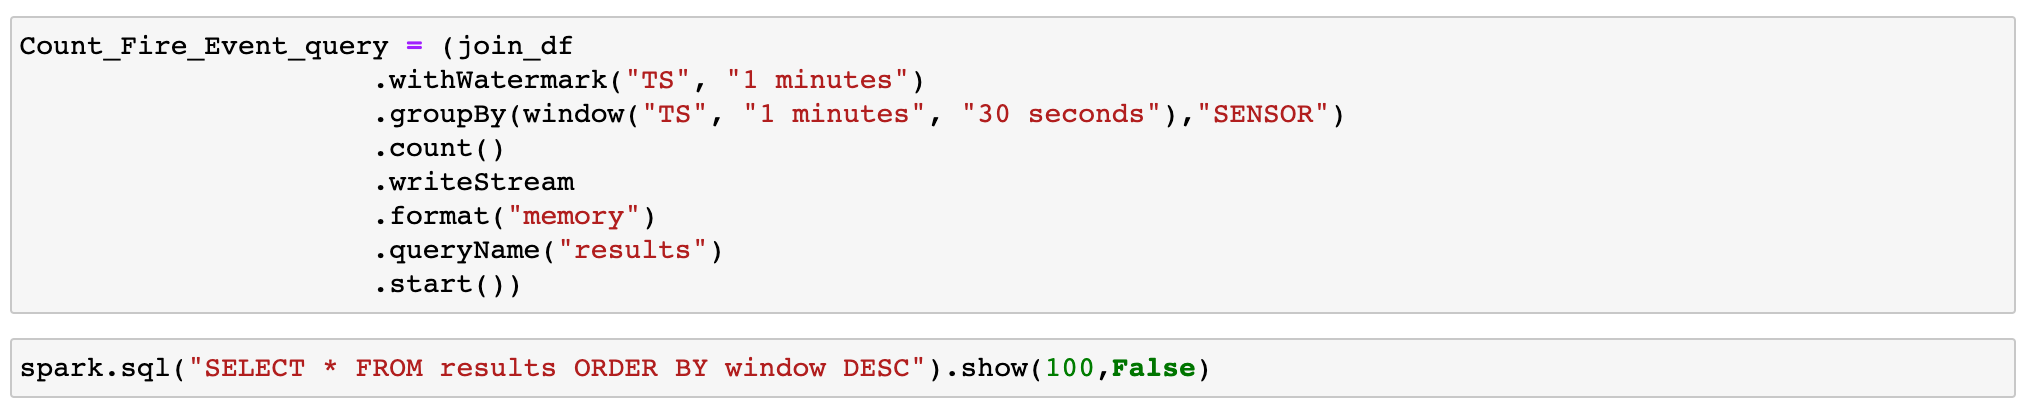 Count_Fire_Event_query = (join_df
.withWatermark("TS", "1 minutes")
.groupBy(window("TS", "1 minutes", "30 seconds"),"SENSOR")
.count()
.writeStream
.format("memory")
.queryName("results")
.start())
spark.sql("SELECT * FROM results ORDER BY window DESC").show(100,False)